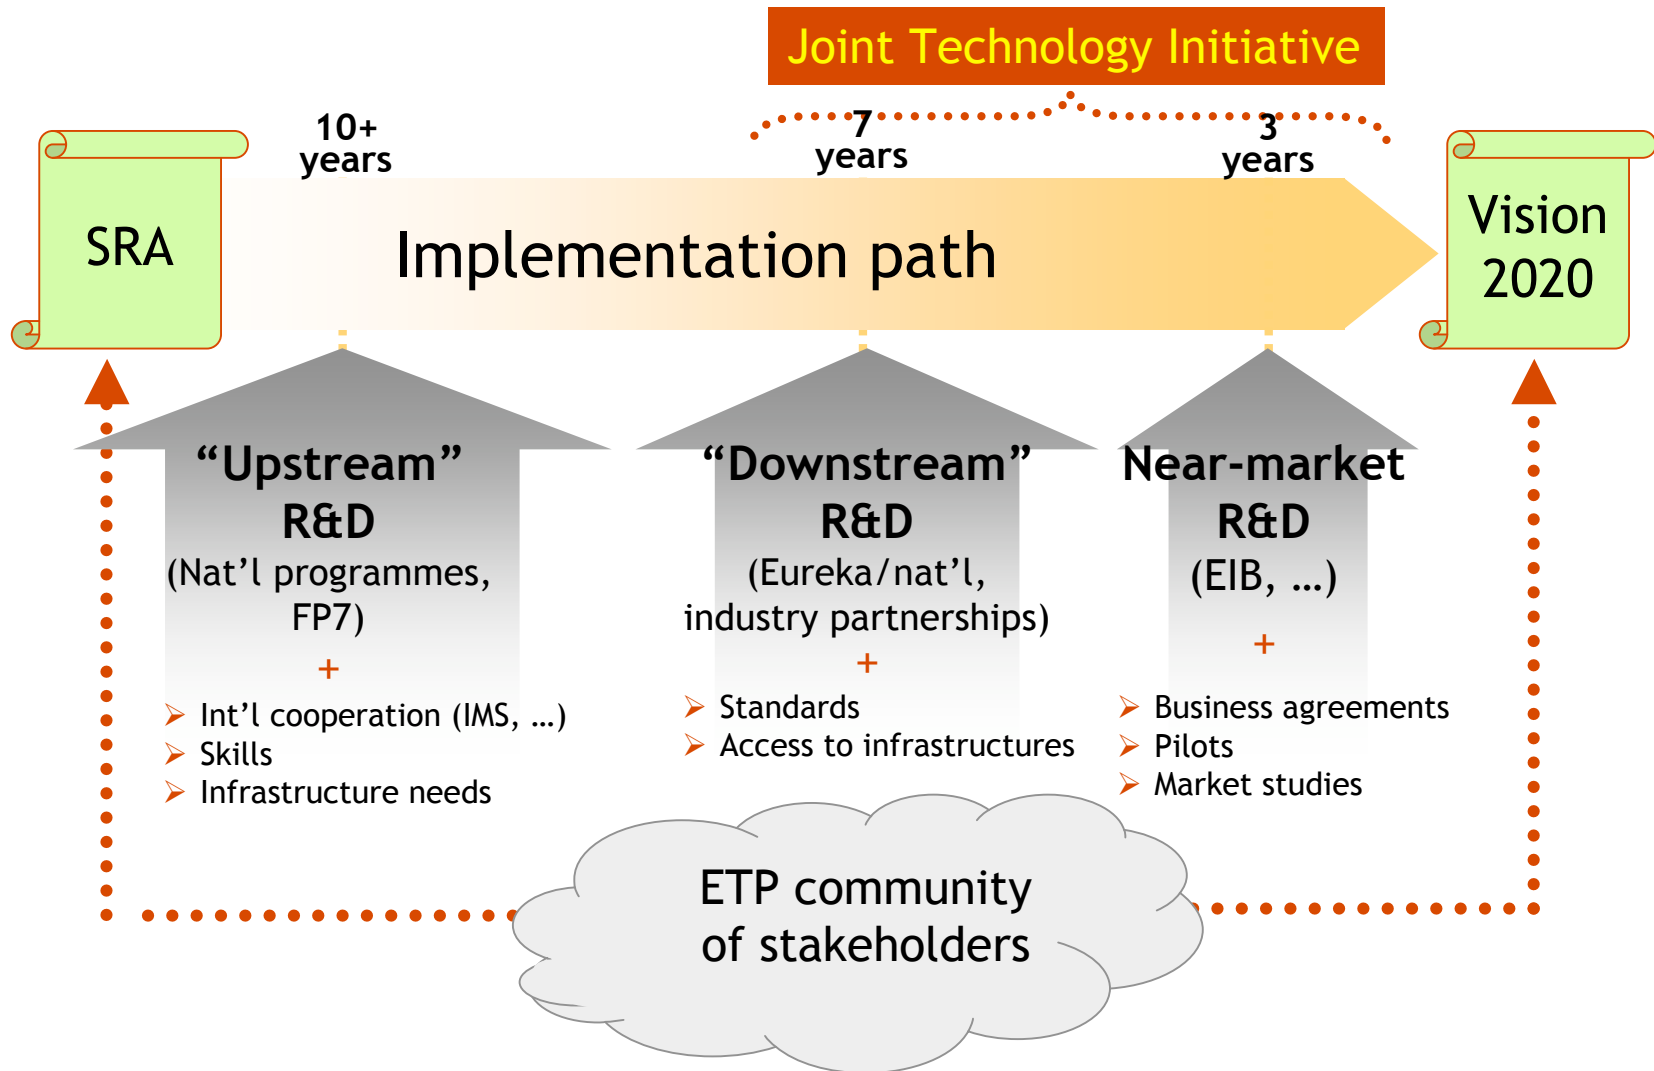 Joint Technology Initiative
10+
years
7
years
3
years
SRA
Implementation path
Vision
2020
“Upstream”
R&D
(Nat’l programmes,
FP7)
+
➢ Int’l cooperation (IMS, …)
➢ Skills
➢ Infrastructure needs
“Downstream”
R&D
(Eureka/nat’l,
industry partnerships)
+
➢ Standards
➢ Access to infrastructures
Near-market
R&D
(EIB, …)
+
➢ Business agreements
➢ Pilots
➢ Market studies
ETP community
of stakeholders